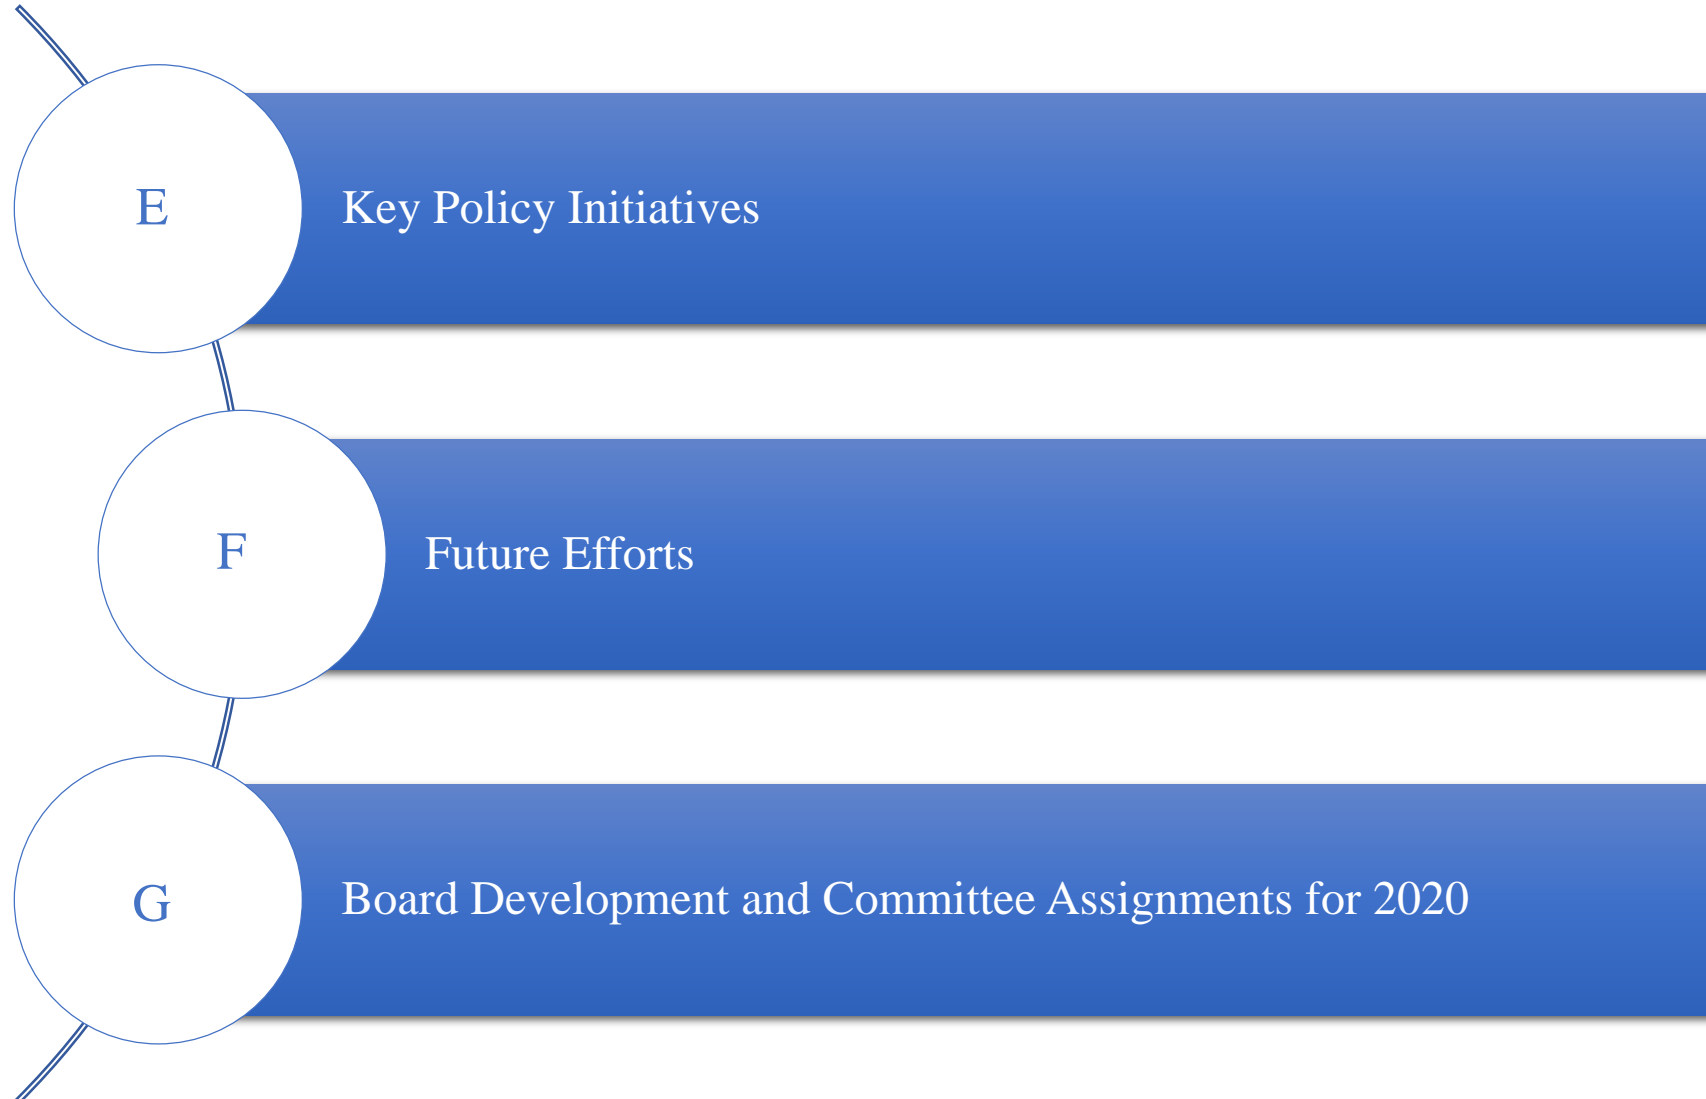 E
Key Policy Initiatives
F
Future Efforts
G
Board Development and Committee Assignments for 2020